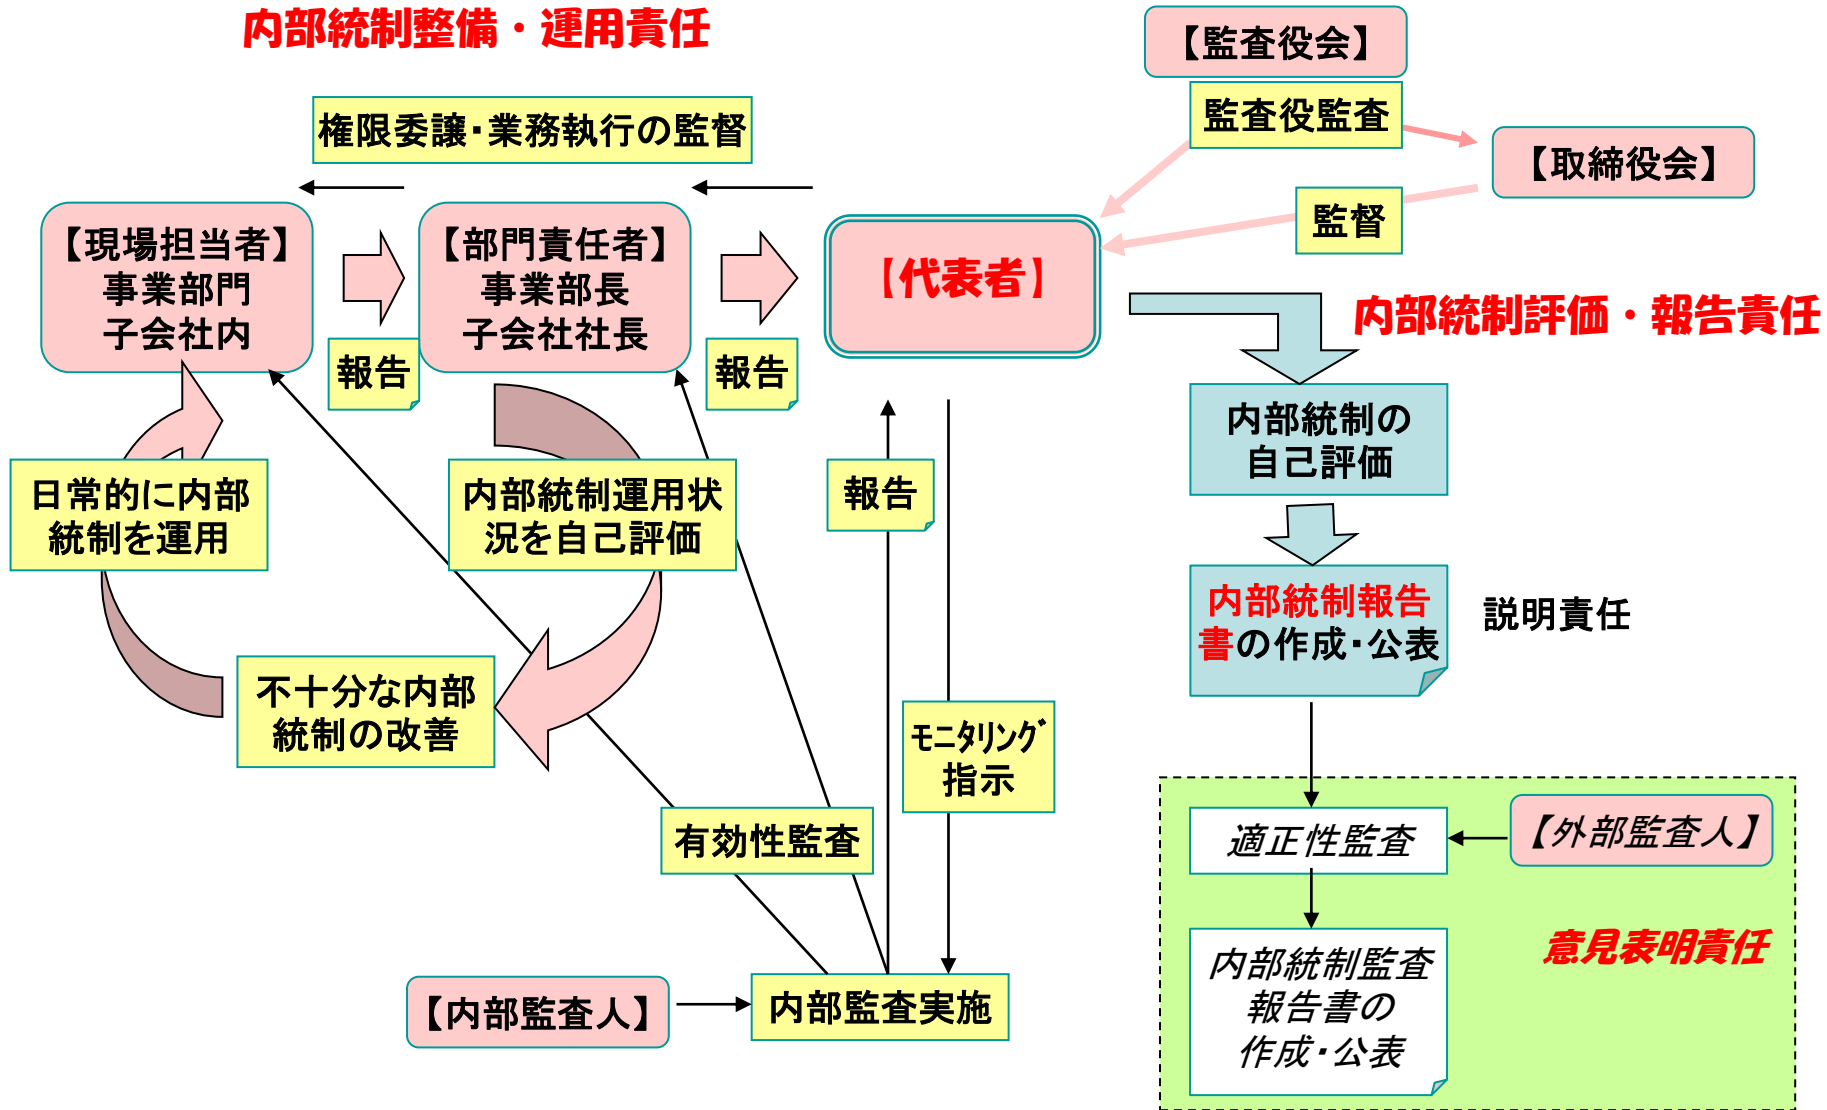 内部統制整備・運用責任
【監査役会】
監査役監査
権限委譲・業務執行の監督
【取締役会】
監督
【現場担当者】
事業部門
子会社内
【部門責任者】
事業部長
子会社社長
【代表者】
報告
報告
内部統制評価・報告責任
内部統制の
自己評価
日常的に内部
統制を運用
内部統制運用状
況を自己評価
報告
内部統制報告
書の作成・公表
説明責任
不十分な内部
統制の改善
モニタリング
指示
有効性監査
適正性監査
【外部監査人】
意見表明責任
内部統制監査
報告書の
作成・公表
【内部監査人】
内部監査実施